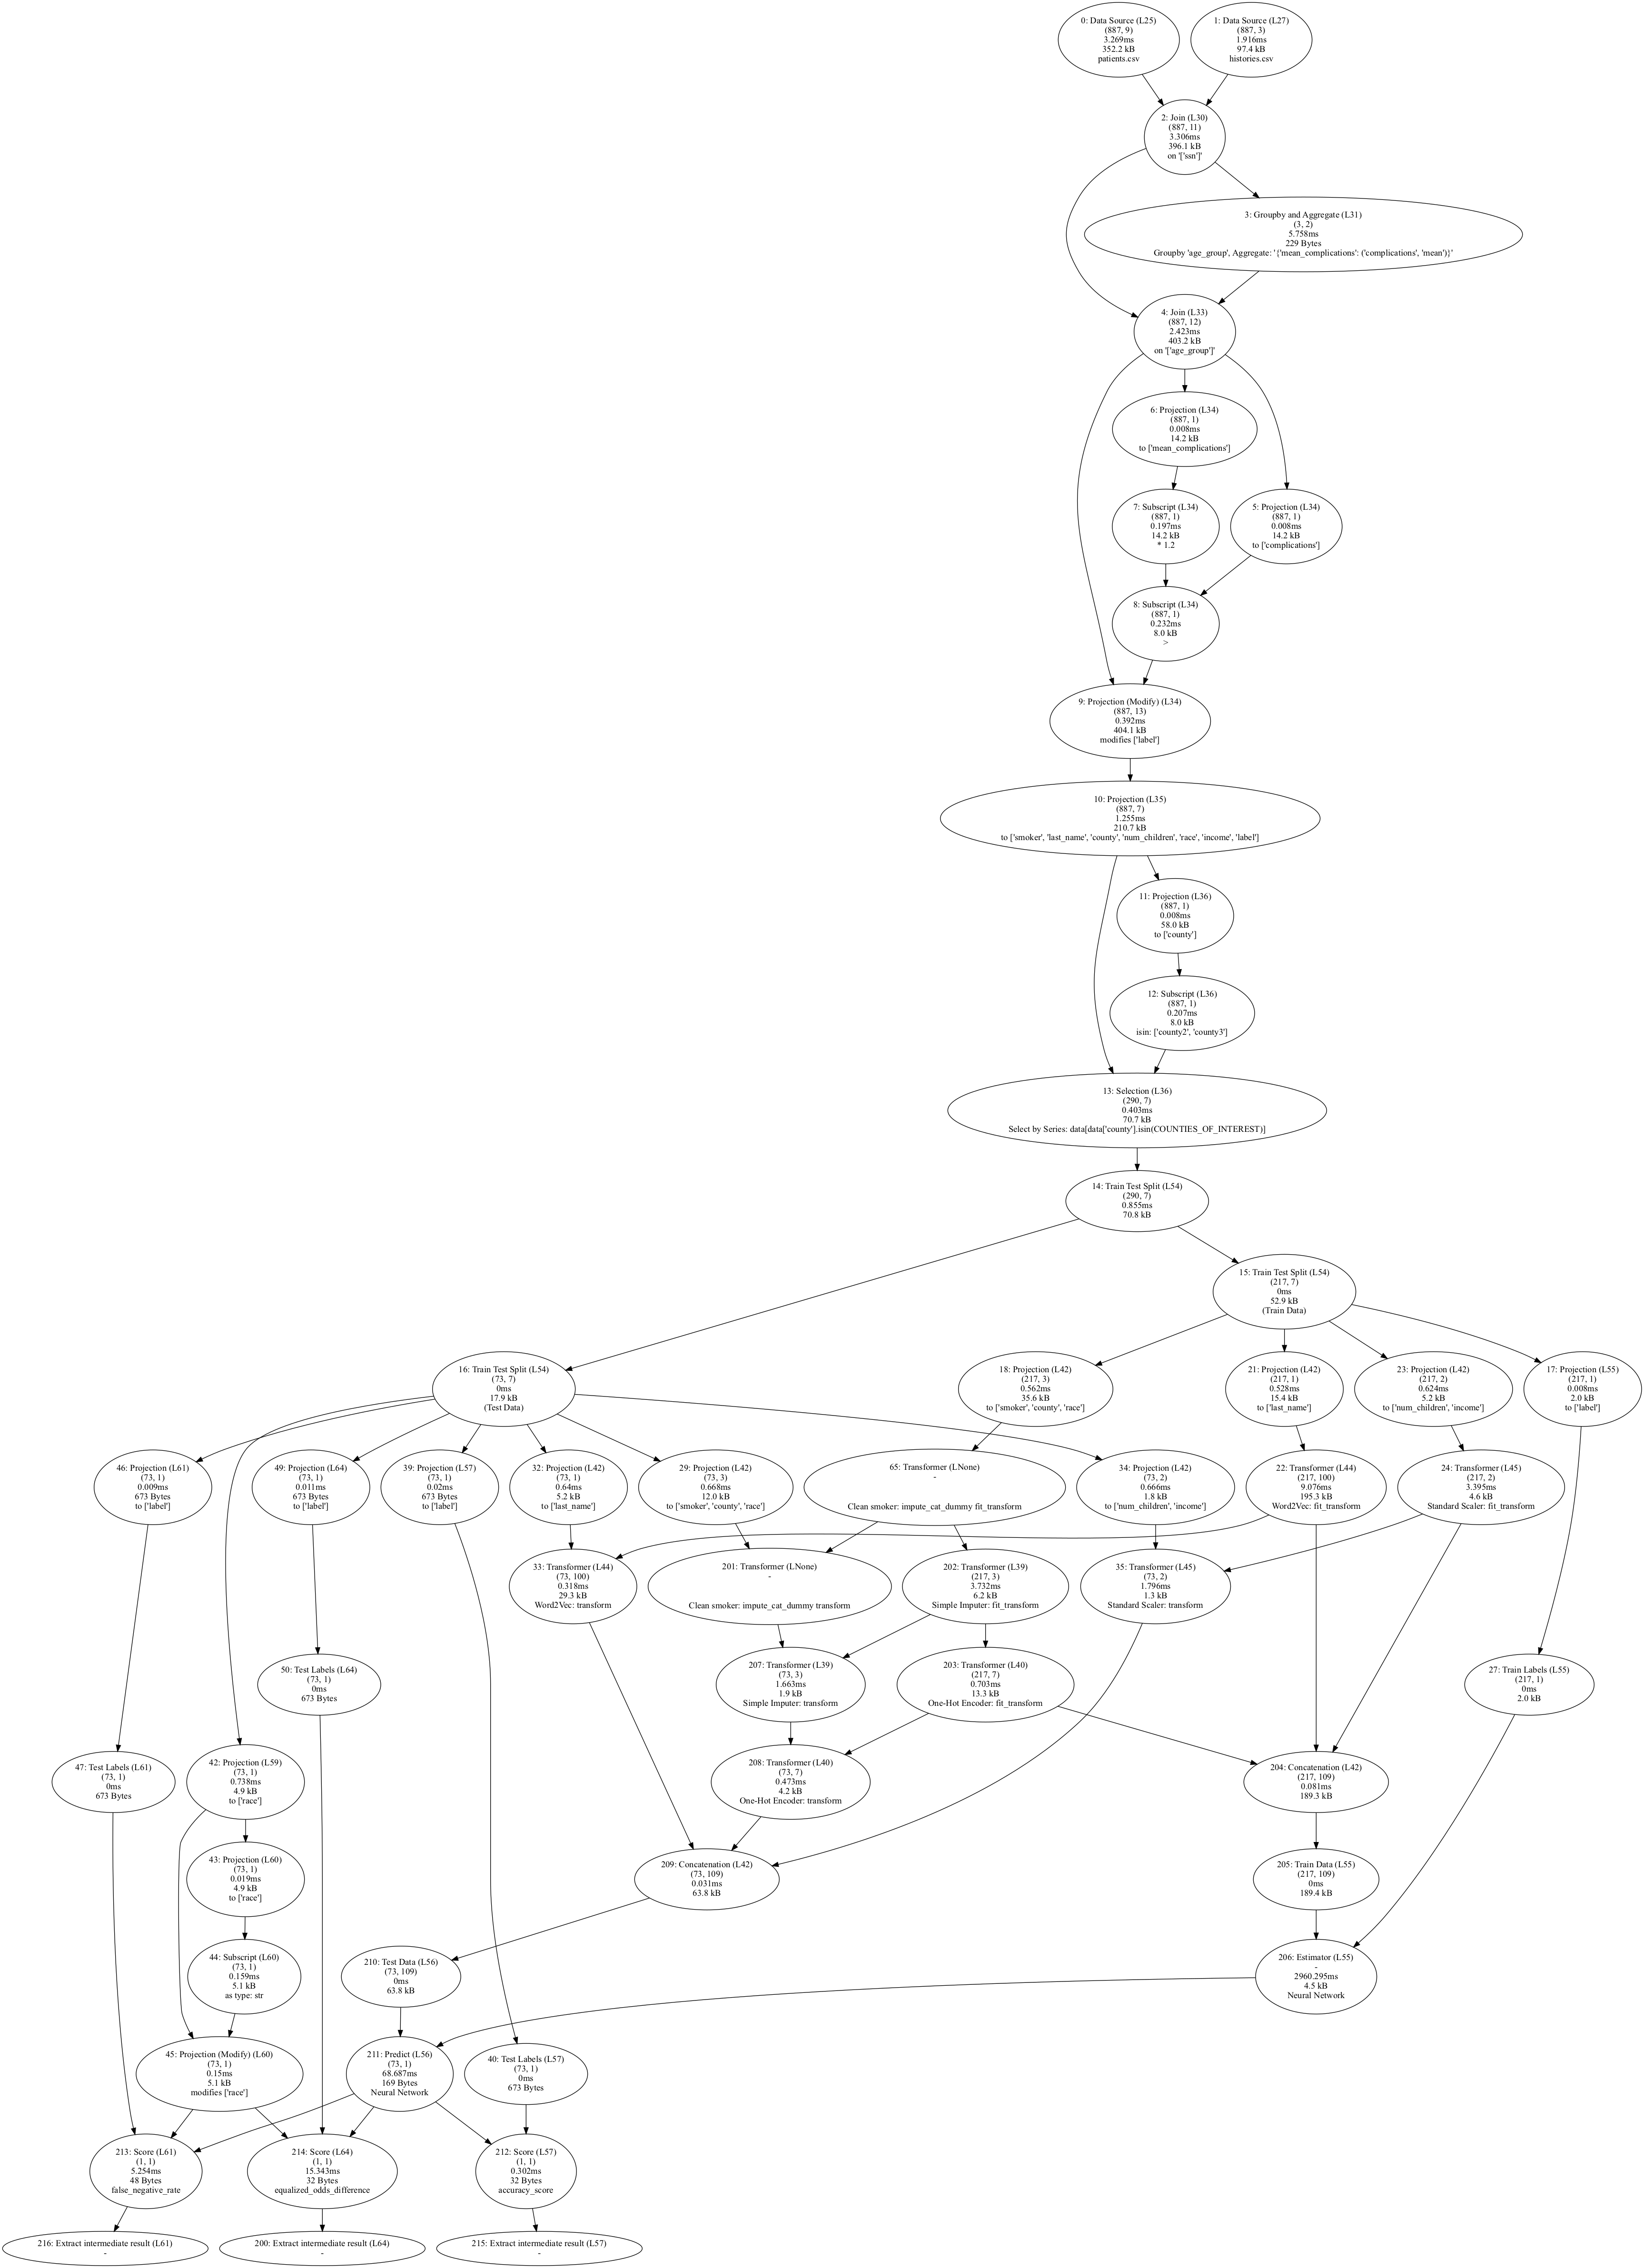 0: Data Source (L25)
(887, 9)
3.269ms
352.2 kB
patients.csv
1: Data Source (L27)
(887, 3)
1.916ms
97.4 kB
histories.csv
2: Join (L30)
(887, 11)
3.306ms
396.1 kB
on '['ssn']'
3: Groupby and Aggregate (L31)
(3, 2)
5.758ms
229 Bytes
Groupby 'age_group', Aggregate: '{'mean_complications': ('complications', 'mean')}'
4: Join (L33)
(887, 12)
2.423ms
403.2 kB
on '['age_group']'
6: Projection (L34)
(887, 1)
0.008ms
14.2 kB
to ['mean_complications']
7: Subscript (L34)
(887, 1)
0.197ms
14.2 kB
* 1.2
5: Projection (L34)
(887, 1)
0.008ms
14.2 kB
to ['complications']
8: Subscript (L34)
(887, 1)
0.232ms
8.0 kB
>
9: Projection (Modify) (L34)
(887, 13)
0.392ms
404.1 kB
modifies ['label']
10: Projection (L35)
(887, 7)
1.255ms
210.7 kB
to ['smoker', 'last_name', 'county', 'num_children', 'race', 'income', 'label']
11: Projection (L36)
(887, 1)
0.008ms
58.0 kB
to ['county']
12: Subscript (L36)
(887, 1)
0.207ms
8.0 kB
isin: ['county2', 'county3']
13: Selection (L36)
(290, 7)
0.403ms
70.7 kB
Select by Series: data[data['county'].isin(COUNTIES_OF_INTEREST)]
14: Train Test Split (L54)
(290, 7)
0.855ms
70.8 kB
15: Train Test Split (L54)
(217, 7)
0ms
52.9 kB
(Train Data)
16: Train Test Split (L54)
(73, 7)
0ms
17.9 kB
(Test Data)
18: Projection (L42)
(217, 3)
0.562ms
35.6 kB
to ['smoker', 'county', 'race']
21: Projection (L42)
(217, 1)
0.528ms
15.4 kB
to ['last_name']
23: Projection (L42)
(217, 2)
0.624ms
5.2 kB
to ['num_children', 'income']
17: Projection (L55)
(217, 1)
0.008ms
2.0 kB
to ['label']
46: Projection (L61)
(73, 1)
0.009ms
673 Bytes
to ['label']
49: Projection (L64)
(73, 1)
0.011ms
673 Bytes
to ['label']
39: Projection (L57)
(73, 1)
0.02ms
673 Bytes
to ['label']
32: Projection (L42)
(73, 1)
0.64ms
5.2 kB
to ['last_name']
29: Projection (L42)
(73, 3)
0.668ms
12.0 kB
to ['smoker', 'county', 'race']
65: Transformer (LNone)
-
Clean smoker: impute_cat_dummy fit_transform
34: Projection (L42)
(73, 2)
0.666ms
1.8 kB
to ['num_children', 'income']
22: Transformer (L44)
(217, 100)
9.076ms
195.3 kB
Word2Vec: fit_transform
24: Transformer (L45)
(217, 2)
3.395ms
4.6 kB
Standard Scaler: fit_transform
33: Transformer (L44)
(73, 100)
0.318ms
29.3 kB
Word2Vec: transform
201: Transformer (LNone)
-
Clean smoker: impute_cat_dummy transform
202: Transformer (L39)
(217, 3)
3.732ms
6.2 kB
Simple Imputer: fit_transform
35: Transformer (L45)
(73, 2)
1.796ms
1.3 kB
Standard Scaler: transform
50: Test Labels (L64)
(73, 1)
0ms
673 Bytes
207: Transformer (L39)
(73, 3)
1.663ms
1.9 kB
Simple Imputer: transform
203: Transformer (L40)
(217, 7)
0.703ms
13.3 kB
One-Hot Encoder: fit_transform
27: Train Labels (L55)
(217, 1)
0ms
2.0 kB
47: Test Labels (L61)
(73, 1)
0ms
673 Bytes
42: Projection (L59)
(73, 1)
0.738ms
4.9 kB
to ['race']
208: Transformer (L40)
(73, 7)
0.473ms
4.2 kB
One-Hot Encoder: transform
204: Concatenation (L42)
(217, 109)
0.081ms
189.3 kB
43: Projection (L60)
(73, 1)
0.019ms
4.9 kB
to ['race']
209: Concatenation (L42)
(73, 109)
0.031ms
63.8 kB
205: Train Data (L55)
(217, 109)
0ms
189.4 kB
44: Subscript (L60)
(73, 1)
0.159ms
5.1 kB
as type: str
210: Test Data (L56)
(73, 109)
0ms
63.8 kB
206: Estimator (L55)
-
2960.295ms
4.5 kB
Neural Network
45: Projection (Modify) (L60)
(73, 1)
0.15ms
5.1 kB
modifies ['race']
211: Predict (L56)
(73, 1)
68.687ms
169 Bytes
Neural Network
40: Test Labels (L57)
(73, 1)
0ms
673 Bytes
213: Score (L61)
(1, 1)
5.254ms
48 Bytes
false_negative_rate
214: Score (L64)
(1, 1)
15.343ms
32 Bytes
equalized_odds_difference
212: Score (L57)
(1, 1)
0.302ms
32 Bytes
accuracy_score
216: Extract intermediate result (L61)
-
200: Extract intermediate result (L64)
-
215: Extract intermediate result (L57)
-